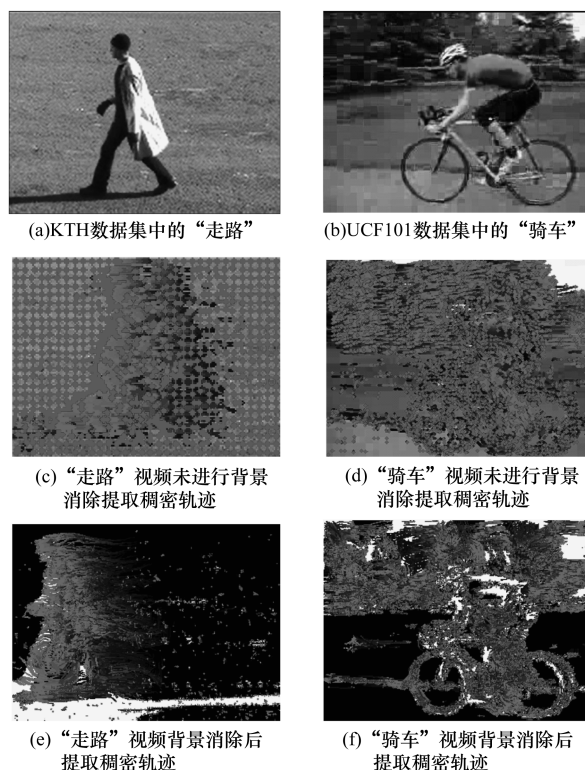 (a)KTH数据集中的“走路”
(b)UCF101数据集中的“骑车”
(c)“走路”视频未进行背景
消除提取稠密轨迹
(d)“骑车”视频未进行背景
消除提取稠密轨迹
(e)“走路”视频背景消除后
提取稠密轨迹
(f)“骑车”视频背景消除后
提取稠密轨迹